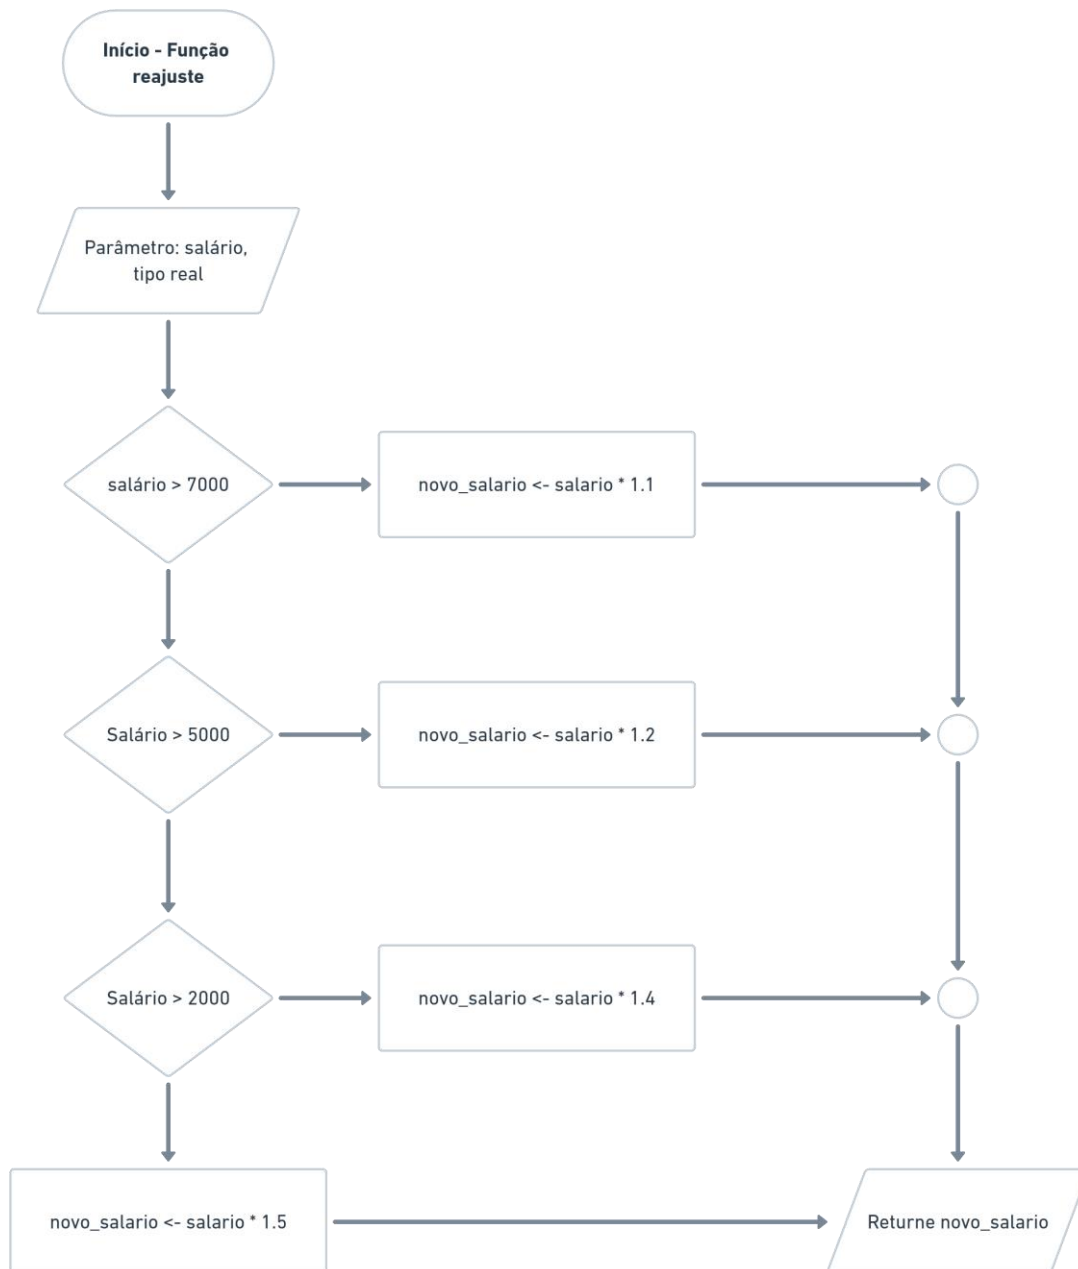 Início - Função
reajuste
Parâmetro: salário,
tipo real
salário > 7000
novo_salario <- salario * 1.1
Salário > 5000
novo_salario <- salario * 1.2
Salário > 2000
novo_salario <- salario * 1.4
novo_salario <- salario * 1.5
Returne novo_salario